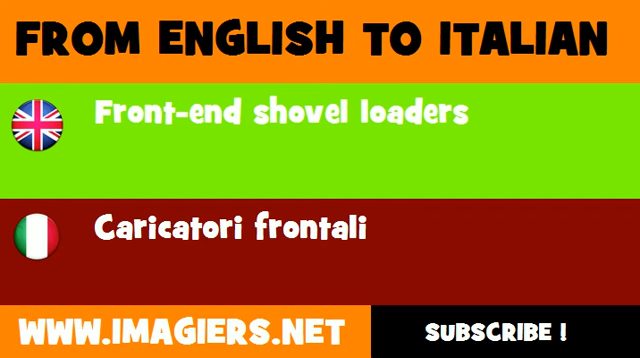 FROM ENGLISH TO ITALIAN
Front-end shovel loaders
Caricatori frontali
WWW.IMAGIERS.NET
SUBSCRIBE !